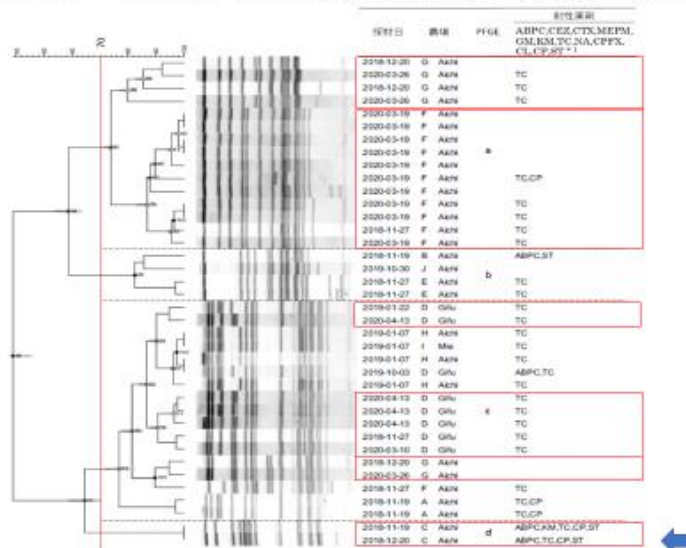 耐性薬剤
採材日 農場 PFGE ABPC,CEZ,CTX,MEPM,
GM,KM,TC,NA,CPFX,
CL,CP,ST *1
70
2018-12-20 G Aichi
2020-03-26 G Aichi TC
2018-12-20 G Aichi TC
2020-03-26 G Aichi TC
2020-03-19 F Aichi
2020-03-19 F Aichi
2020-03-19 F Aichi
2020-03-19 F Aichi a
2020-03-19 F Aichi
2020-03-19 F Aichi TC,CP
2020-03-19 F Aichi
2020-03-19 F Aichi TC
2020-03-19 F Aichi TC
2018-11-27 F Aichi TC
2020-03-19 F Aichi TC
2018-11-19 B Aichi ABPC,ST
2019-10-30 J Aichi
b
2018-11-27 E Aichi TC
2018-11-27 E Aichi TC
2019-01-22 D Gifu TC
2020-04-13 D Gifu TC
2019-01-07 H Aichi TC
2019-01-07 I Mie TC
2019-01-07 H Aichi TC
2019-10-03 D Gifu ABPC,TC
2019-01-07 H Aichi TC
2020-04-13 D Gifu TC
2020-04-13 D Gifu c TC
2020-04-13 D Gifu TC
2018-11-27 D Gifu TC
2020-03-10 D Gifu TC
2018-12-20 G Aichi
2020-03-26 G Aichi
2018-11-27 F Aichi TC
2018-11-19 A Aichi TC,CP
2018-11-19 A Aichi TC,CP
2018-11-19 C Aichi ABPC,KM,TC,CP,ST
d
2018-12-20 C Aichi ABPC,TC,CP,ST